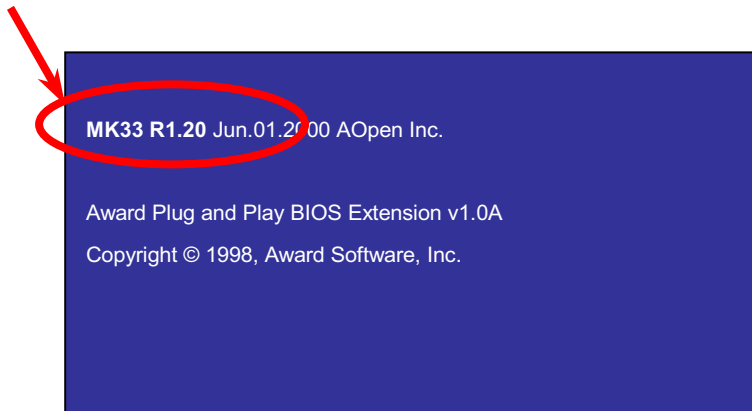 MK33 R1.20 Jun.01.2000 AOpen Inc.
Award Plug and Play BIOS Extension v1.0A
Copyright © 1998, Award Software, Inc.